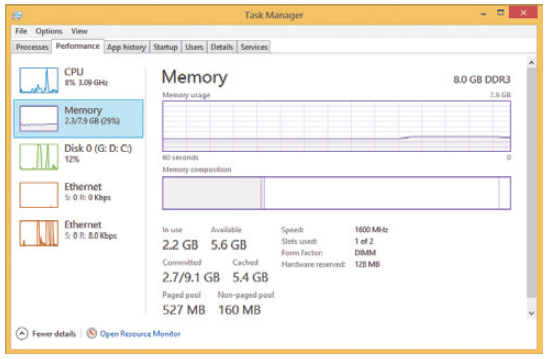 Task Manager
File Options View
Processes Performance App history Startup Users Details Services
CPU
8% 3.09 GHz
Memory
2.3/7.9 GB (29%)
Disk 0 (G: D: C:)
12%
Ethernet
S: 0 R: 0 Kbps
Ethernet
S: 0 R: 8.0 Kbps
Memory 8.0 GB DDR3
Memory usage 7.9 GB
60 seconds 0
Memory composition
In use Available
2.2 GB 5.6 GB
Committed Cached
2.7/9.1 GB 5.4 GB
Paged pool Non-paged pool
527 MB 160 MB
Speed: 1600 MHz
Slots used: 1 of 2
Form factor: DIMM
Hardware reserved: 128 MB
Fewer details Open Resource Monitor